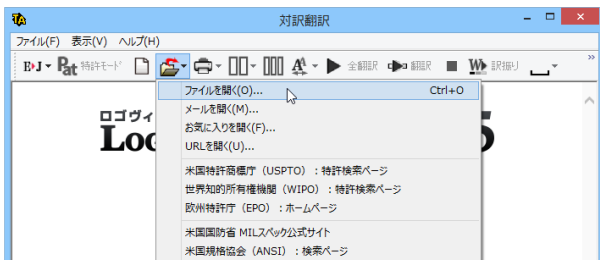 対訳翻訳
ファイル(F) 表示(V) ヘルプ(H)
E›J Pat 特許モード 全翻訳 翻訳 W 訳振り
ファイルを開く(O)... Ctrl+O
メールを開く(M)...
お気に入りを開く(F)...
URLを開く(U)...
米国特許商標庁（USPTO）：特許検索ページ
世界知的所有権機関（WIPO）：特許検索ページ
欧州特許庁（EPO）：ホームページ
米国国防省 MILスペック公式サイト
米国規格協会（ANSI）：検索ページ
ロゴヴィ